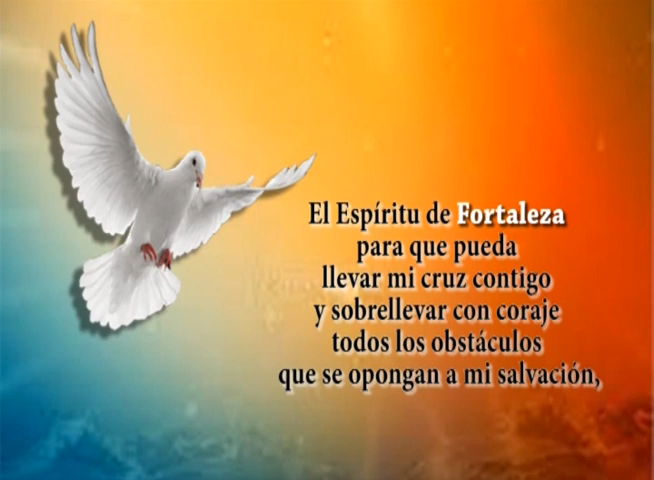 El Espíritu de Fortaleza
para que pueda
llevar mi cruz contigo
y sobrellevar con coraje
todos los obstáculos
que se opongan a mi salvación,